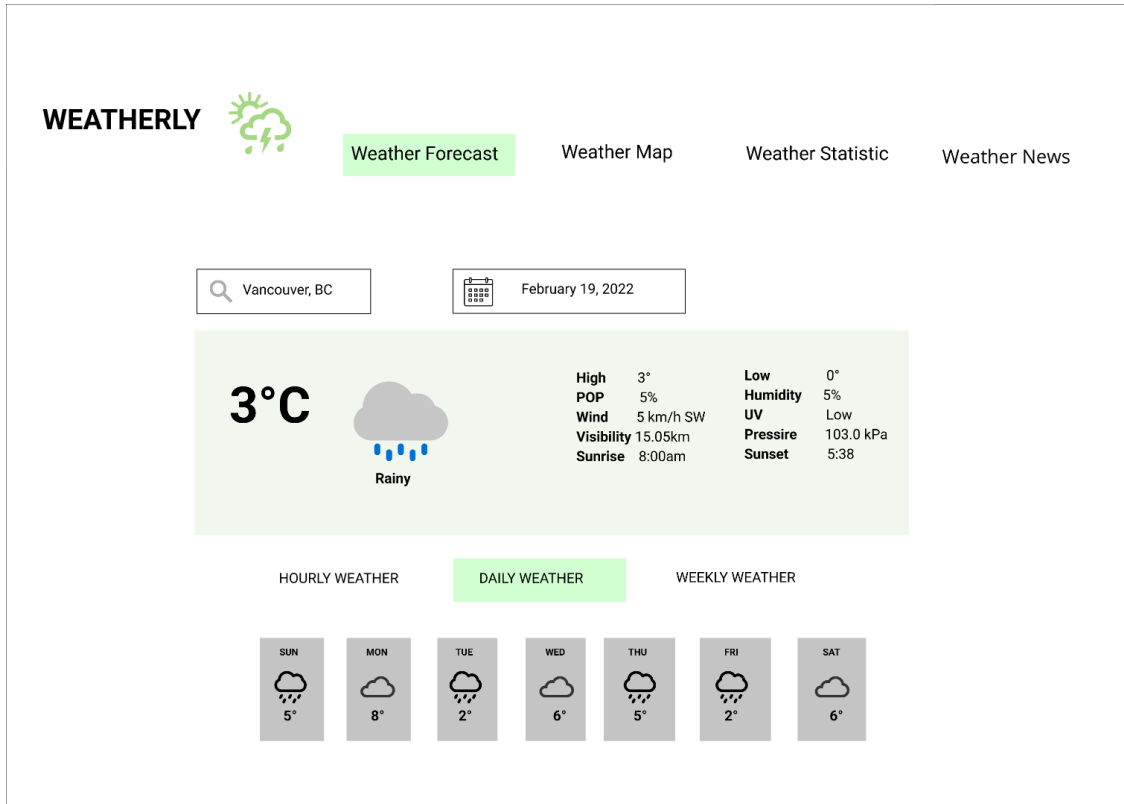 WEATHERLY
Weather Forecast Weather Map Weather Statistic Weather News
Vancouver, BC February 19, 2022
3°C
Rainy
High 3° Low 0°
POP 5% Humidity 5%
Wind 5 km/h SW UV Low
Visibility 15.05km Pressire 103.0 kPa
Sunrise 8:00am Sunset 5:38
HOURLY WEATHER DAILY WEATHER WEEKLY WEATHER
SUN MON TUE WED THU FRI SAT
5° 8° 2° 6° 5° 2° 6°